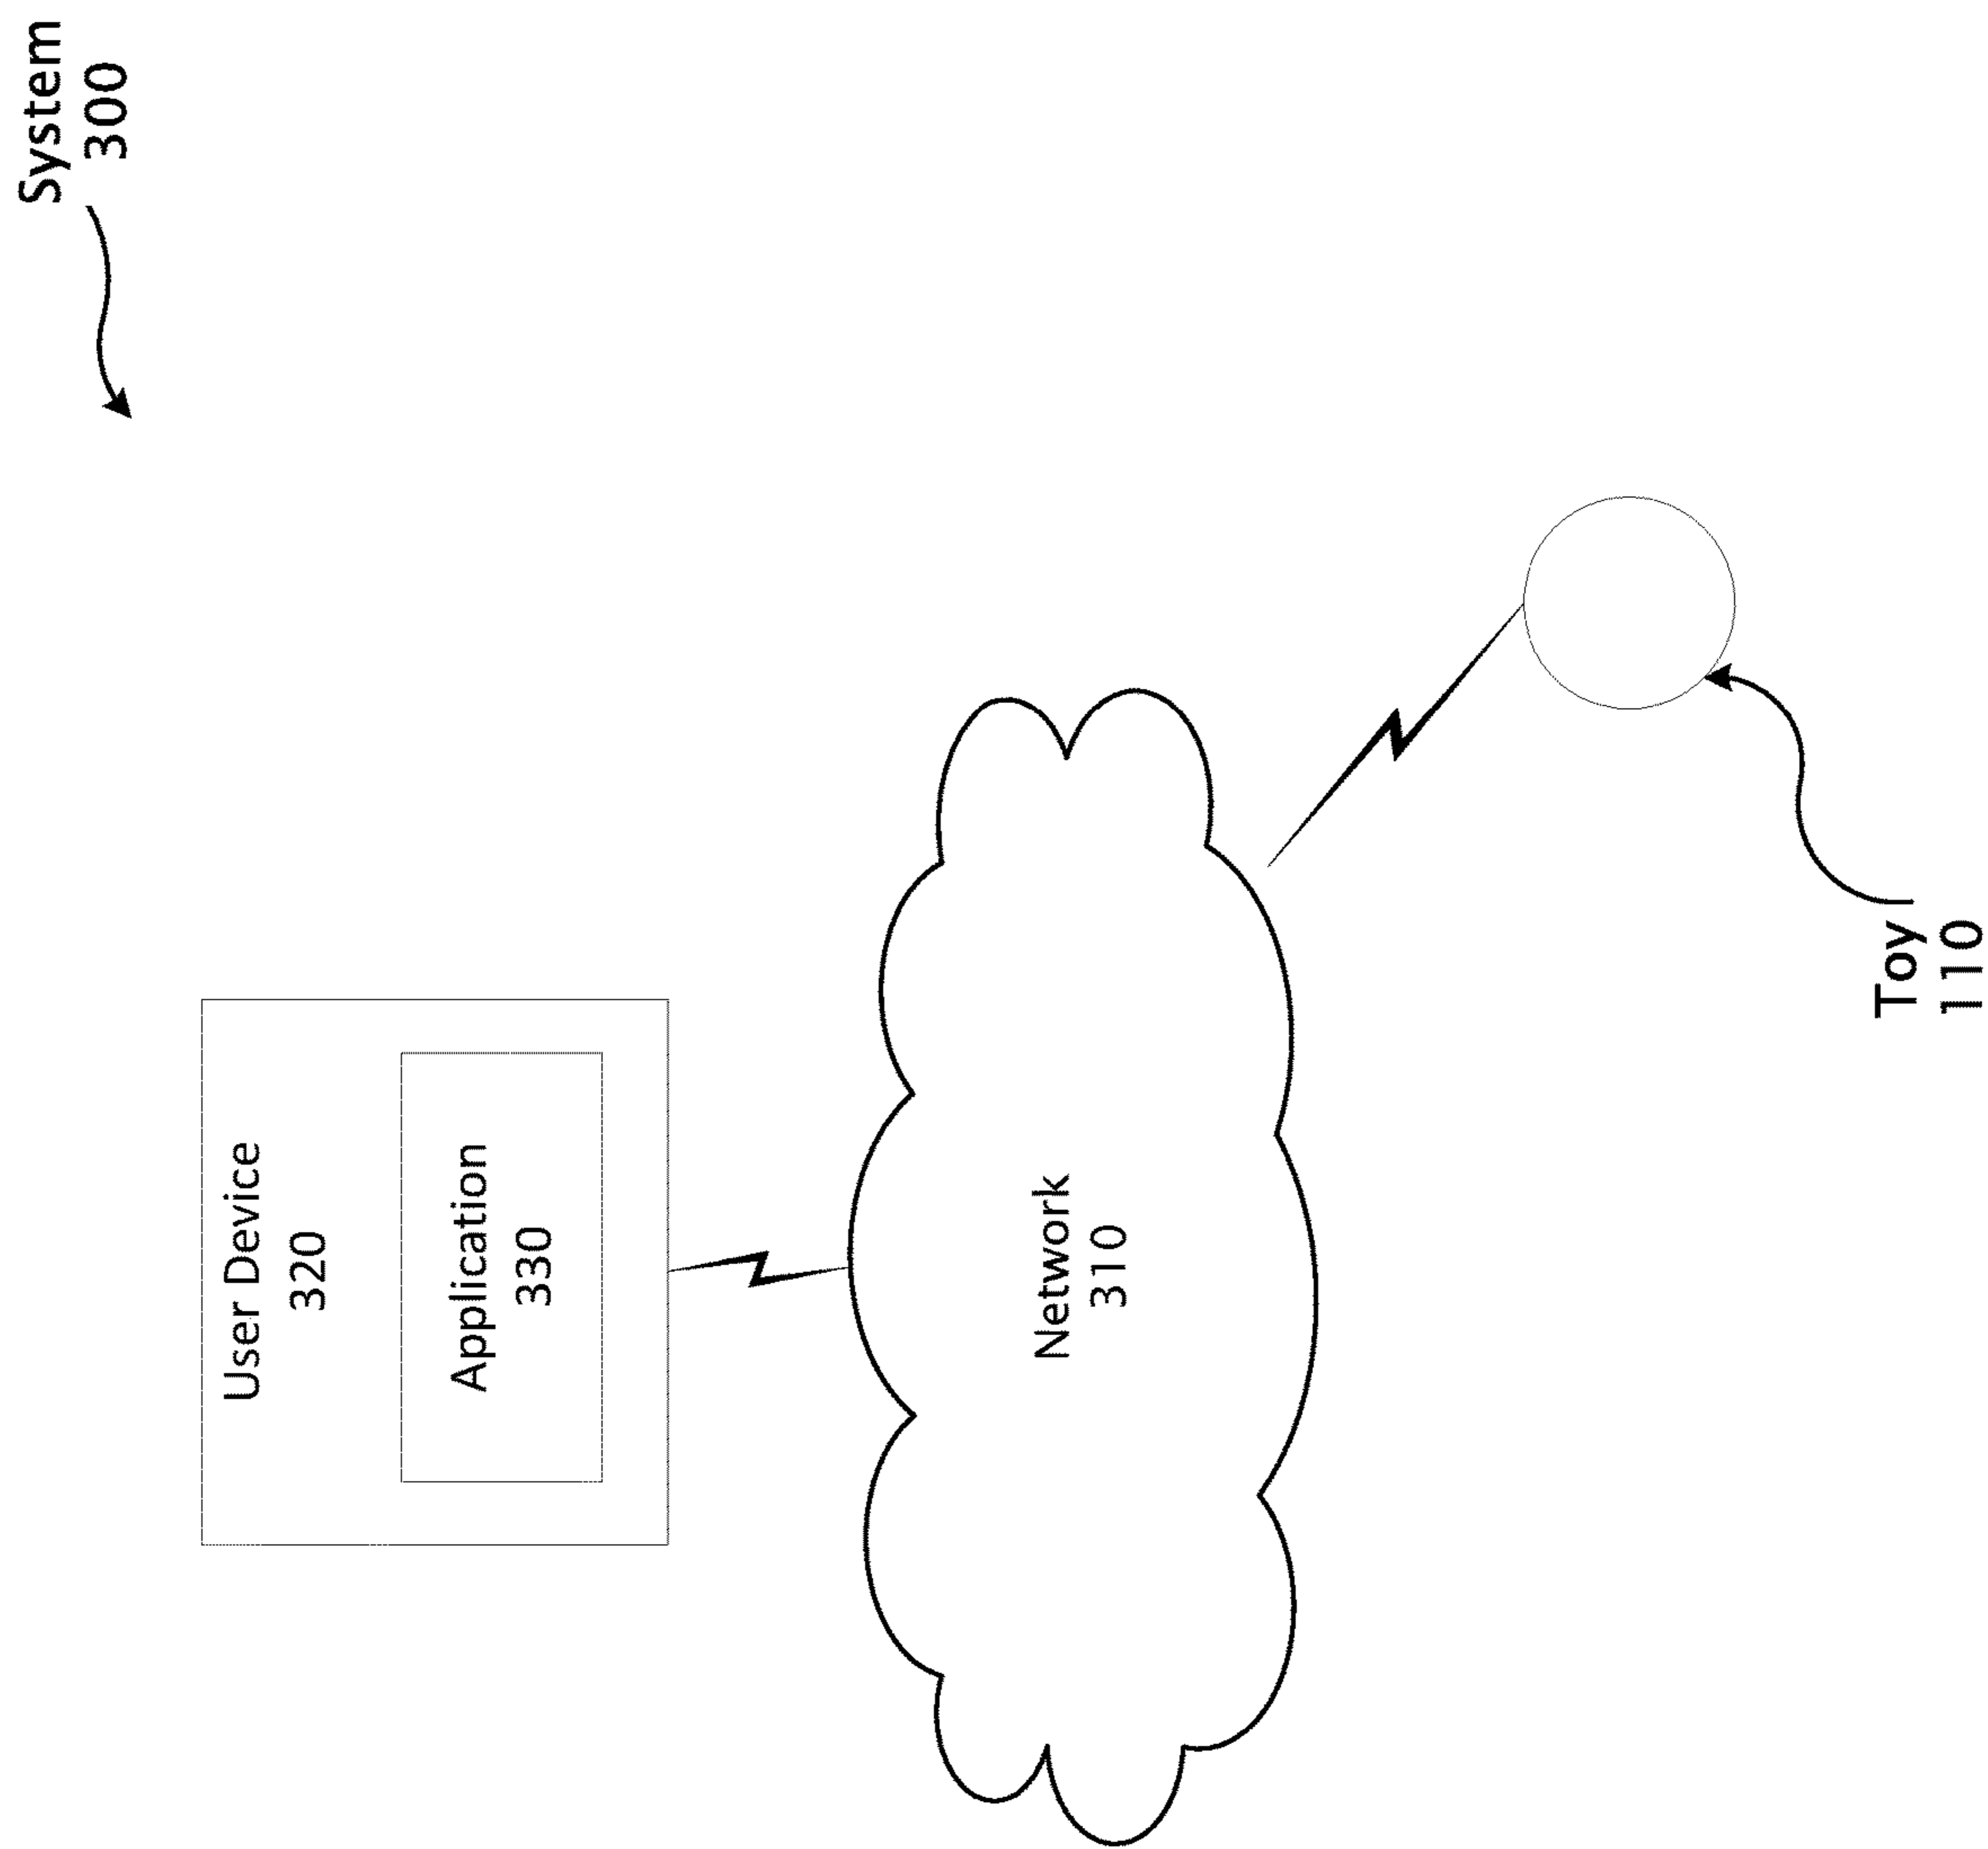 System
300
User Device
320
Application
330
Network
310
Toy
110